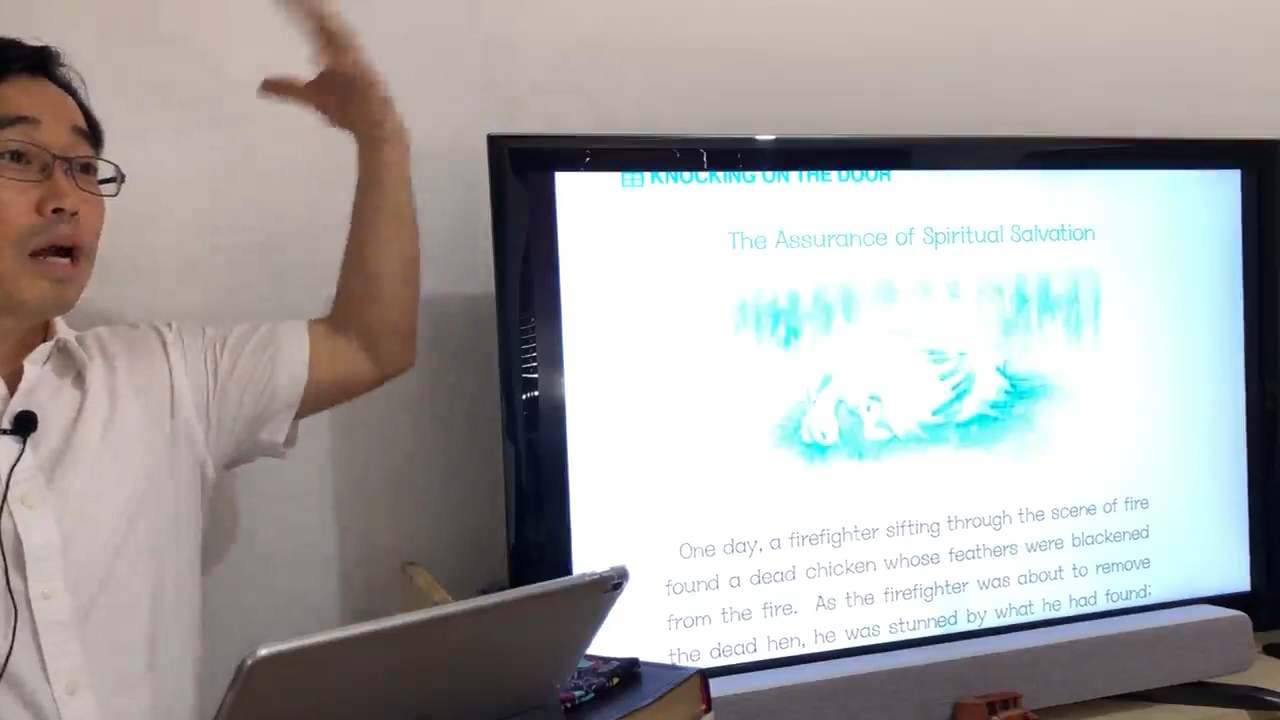 KNOCKING ON THE DOOR
The Assurance of Spiritual Salvation
One day, a firefighter sifting through the scene of fire
found a dead chicken whose feathers were blackened
from the fire. As the firefighter was about to remove
the dead hen, he was stunned by what he had found;